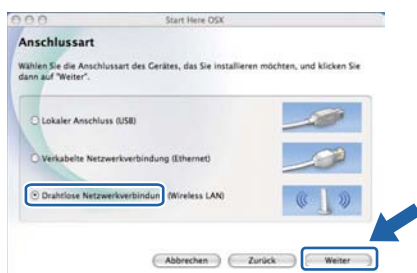 Start Here OSX
Anschlussart
Wählen Sie die Anschlussart des Gerätes, das Sie installieren möchten, und klicken Sie
dann auf "Weiter".
Lokaler Anschluss (USB)
Verkabelte Netzwerkverbindung (Ethernet)
Drahtlose Netzwerkverbindun (Wireless LAN)
Abbrechen Zurück Weiter